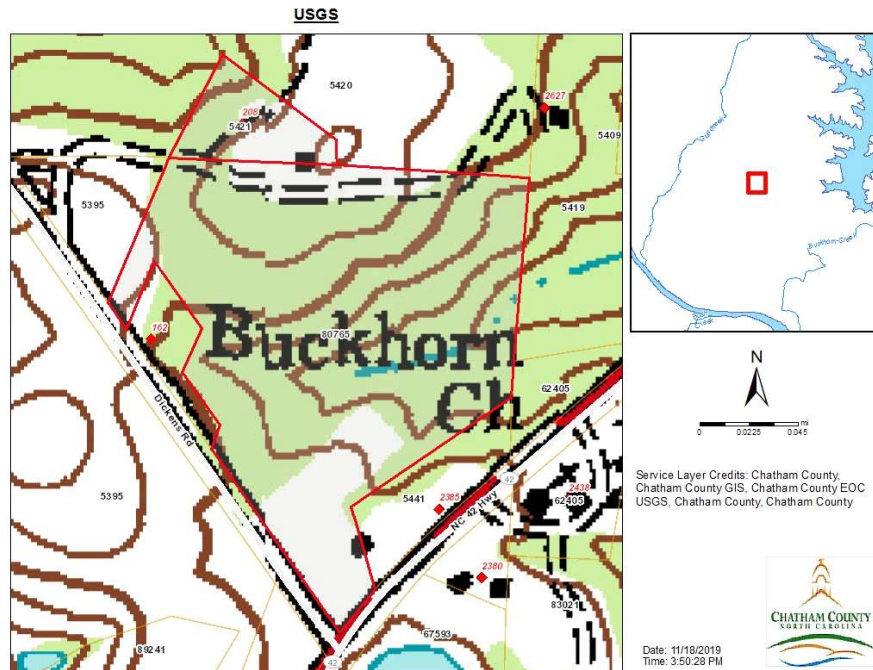 USGS
5420
2627
208
5421
5409
5395
5419
162
Buckhorn
80765
Ch
62405
Dickens Rd
5395
5441
2385
42
2438
62405
NC 42 Hwy
2380
83021
67593
89241
42
Buckhorn Creek
N
0 0.0225 0.045 mi
Service Layer Credits: Chatham County,
Chatham County GIS, Chatham County EOC
USGS, Chatham County, Chatham County
CHATHAM COUNTY
NORTH CAROLINA
Date: 11/18/2019
Time: 3:50:28 PM